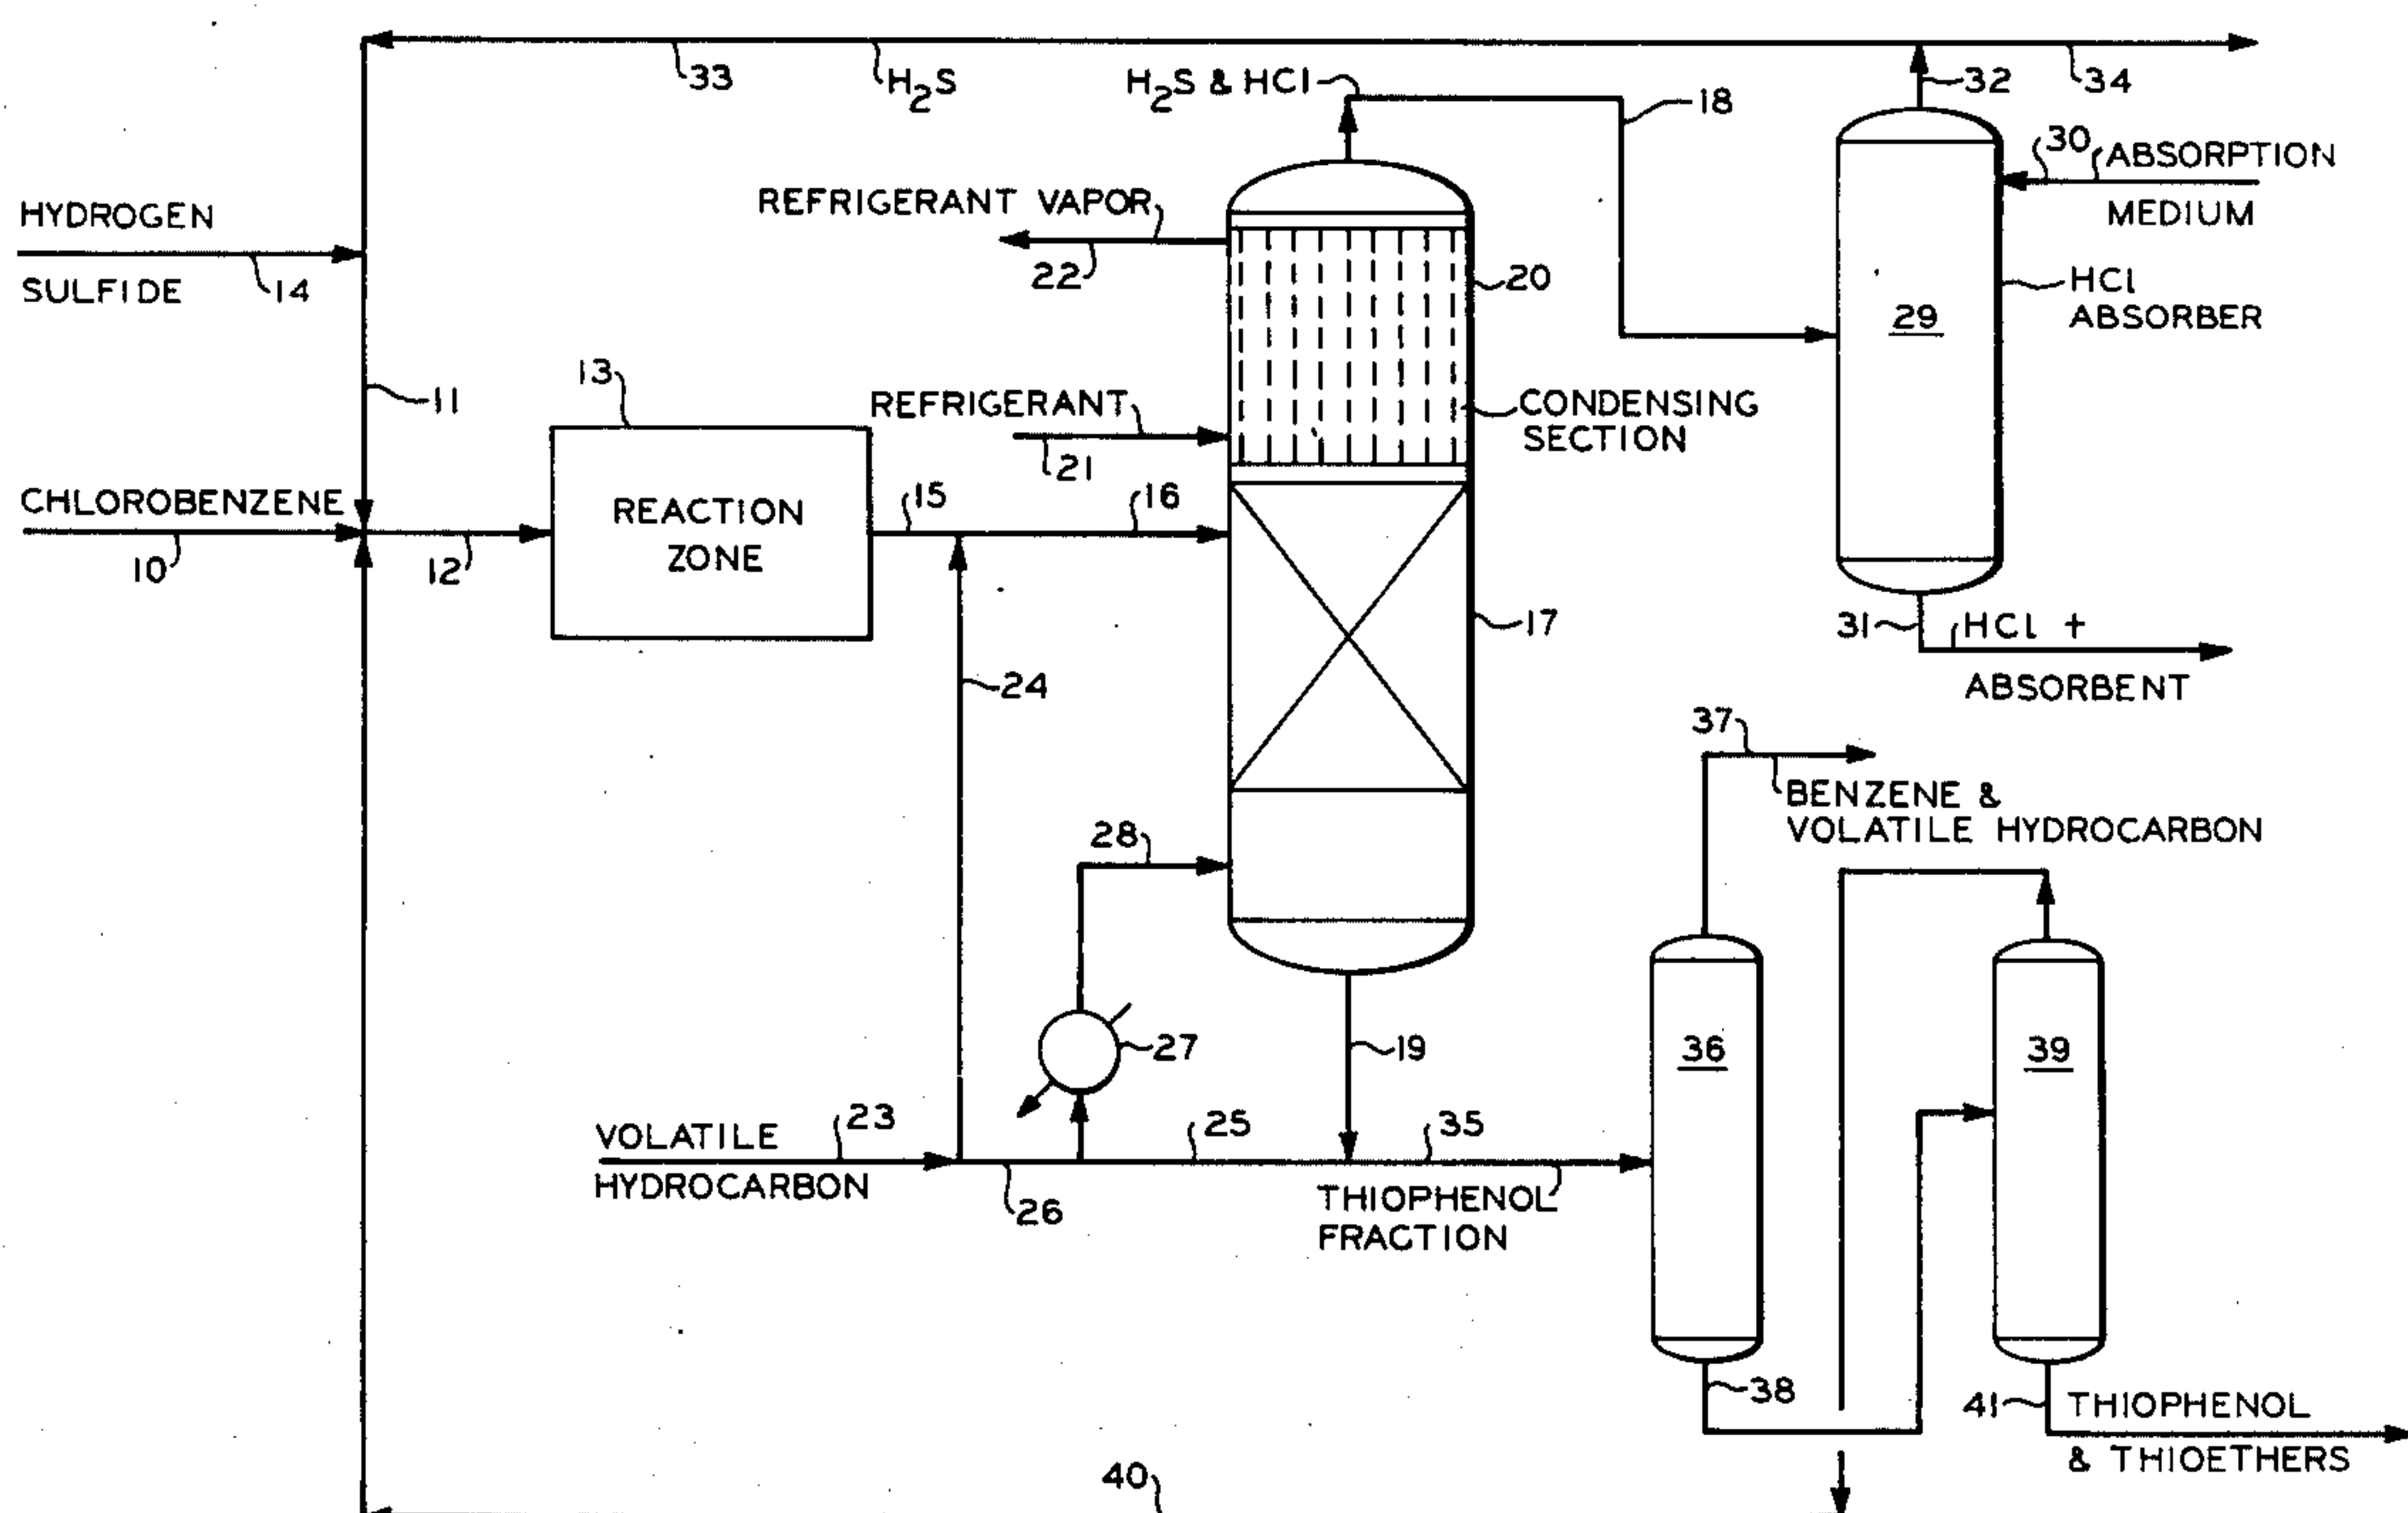 33
H2S
H2S & HCl
18
32
34
30
ABSORPTION
MEDIUM
HYDROGEN
SULFIDE
14
REFRIGERANT VAPOR
22
20
29
HCl
ABSORBER
11
13
REFRIGERANT
21
CONDENSING
SECTION
CHLOROBENZENE
10
12
REACTION
ZONE
15
16
17
24
31
HCl +
ABSORBENT
37
BENZENE &
VOLATILE HYDROCARBON
28
27
19
36
39
VOLATILE
HYDROCARBON
23
26
25
35
THIOPHENOL
FRACTION
38
41
THIOPHENOL
& THIOETHERS
40